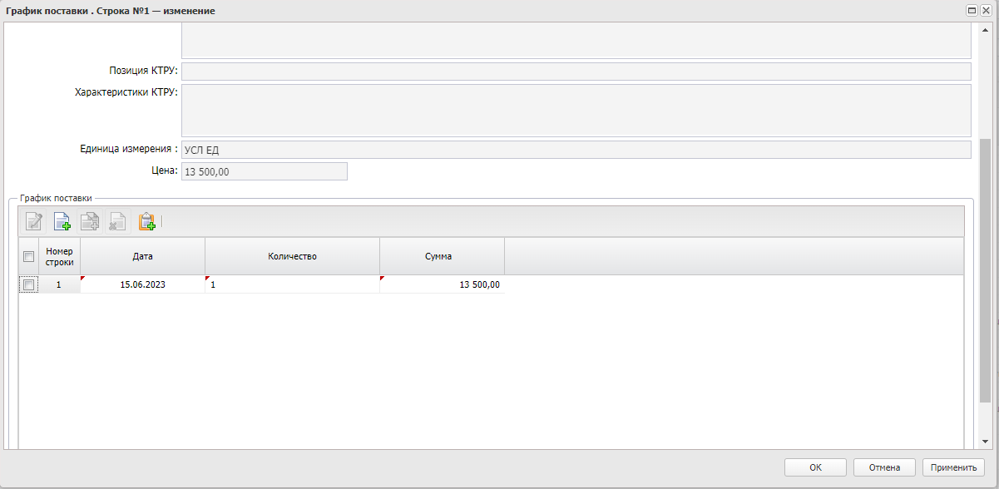 График поставки . Строка №1 — изменение
Позиция КТРУ:
Характеристики КТРУ:
Единица измерения : УСЛ ЕД
Цена: 13 500,00
График поставки
Номер строки Дата Количество Сумма
1 15.06.2023 1 13 500,00
ОК Отмена Применить